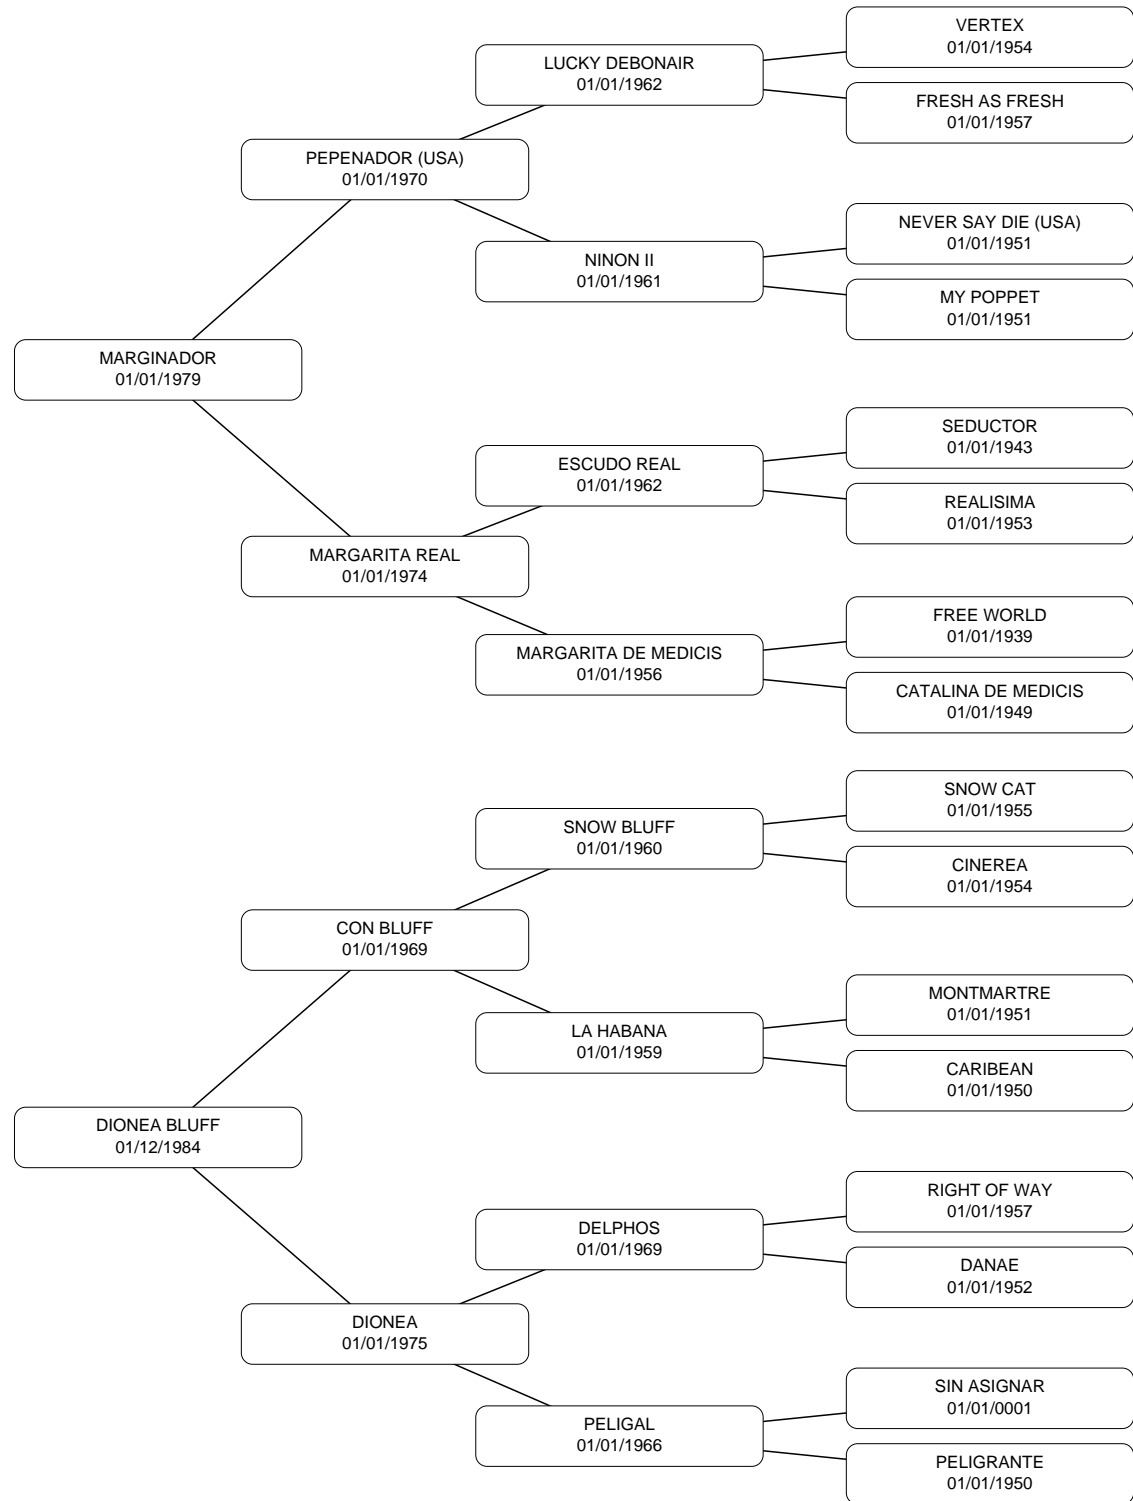 VERTEX
01/01/1954
LUCKY DEBONAIR
01/01/1962
FRESH AS FRESH
01/01/1957
PEPENADOR (USA)
01/01/1970
NEVER SAY DIE (USA)
01/01/1951
NINON II
01/01/1961
MY POPPET
01/01/1951
MARGINADOR
01/01/1979
SEDUCTOR
01/01/1943
ESCUDO REAL
01/01/1962
REALISIMA
01/01/1953
MARGARITA REAL
01/01/1974
FREE WORLD
01/01/1939
MARGARITA DE MEDICIS
01/01/1956
CATALINA DE MEDICIS
01/01/1949
SNOW CAT
01/01/1955
SNOW BLUFF
01/01/1960
CINEREA
01/01/1954
CON BLUFF
01/01/1969
MONTMARTRE
01/01/1951
LA HABANA
01/01/1959
CARIBEAN
01/01/1950
DIONEA BLUFF
01/12/1984
RIGHT OF WAY
01/01/1957
DELPHOS
01/01/1969
DANAE
01/01/1952
DIONEA
01/01/1975
SIN ASIGNAR
01/01/0001
PELIGAL
01/01/1966
PELIGRANTE
01/01/1950